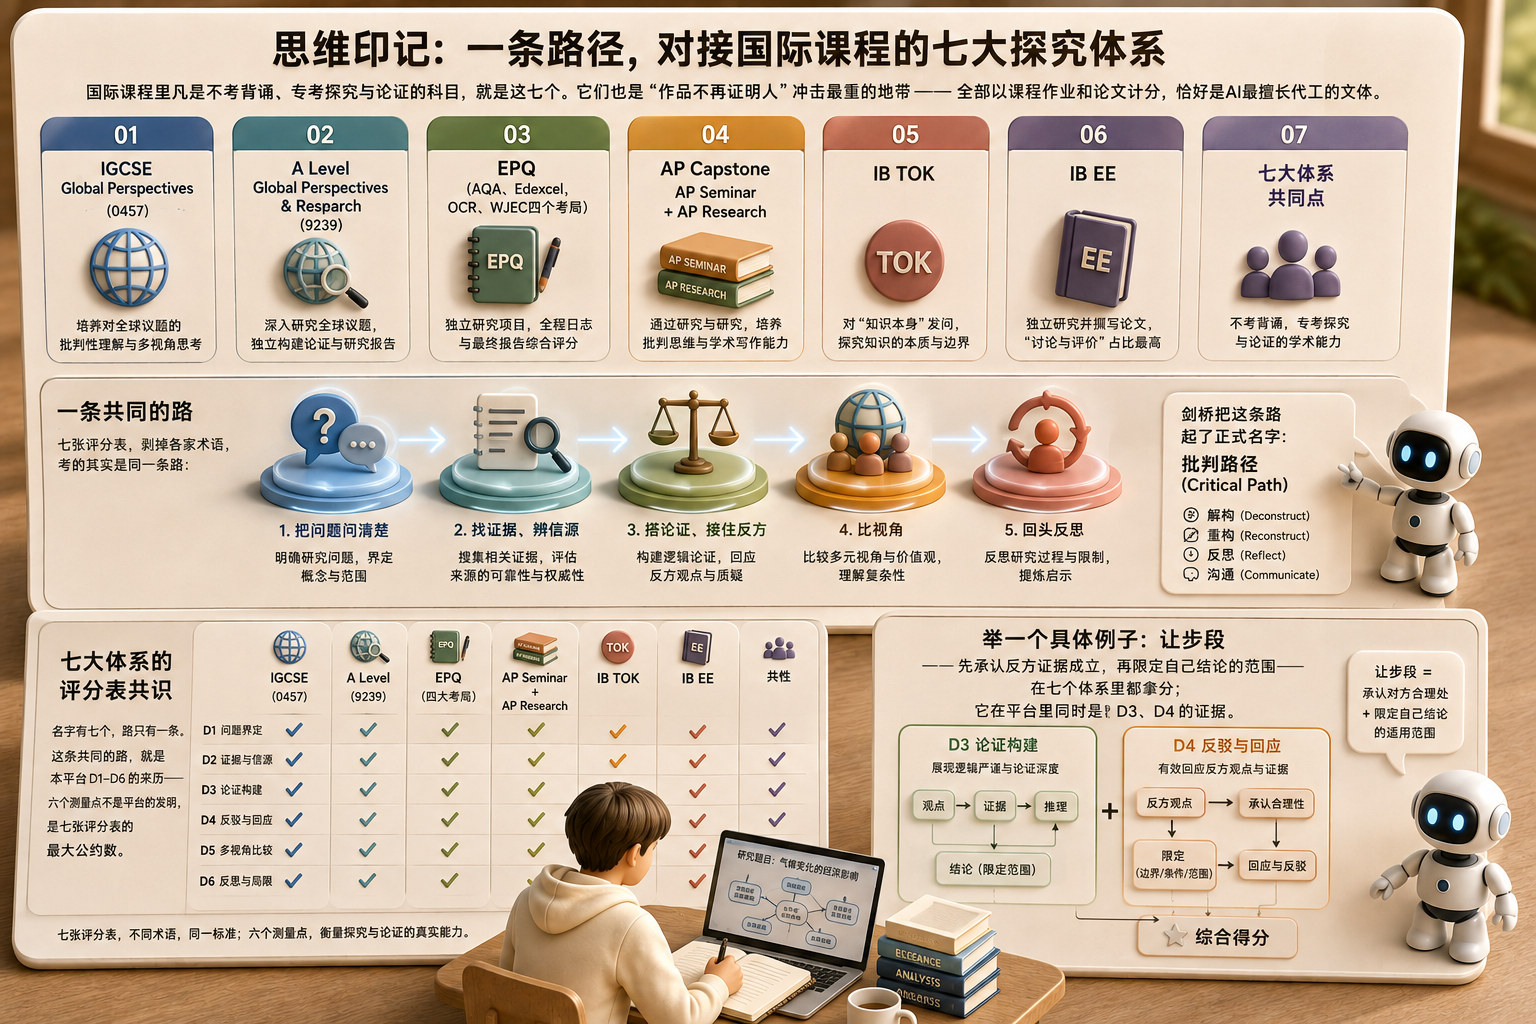 思维印记：一条路径，对接国际课程的七大探究体系
国际课程里凡是不考背诵、专考探究与论证的科目，就是这七个。它们也是“作品不再证明人”冲击最重的地带 —— 全部以课程作业和论文计分，恰好是AI最擅长代工的文体。
01
IGCSE
Global Perspectives
(0457)
培养对全球议题的
批判性理解与多视角思考
02
A Level
Global Perspectives
& Resparch
(9239)
深入研究全球议题，
独立构建论证与研究报告
03
EPQ
(AQA、Edexcel,
OCR、WJEC四个考局)
EPQ
独立研究项目，全程日志
与最终报告综合评分
04
AP Capstone
AP Seminar
+ AP Research
AP SEMINAR
AP RESEARCH
通过研究与研究，培养
批判思维与学术写作能力
05
IB TOK
TOK
对“知识本身”发问，
探究知识的本质与边界
06
IB EE
EE
独立研究并撰写论文，
“讨论与评价”占比最高
07
七大体系
共同点
不考背诵，专考探究
与论证的学术能力
一条共同的路
七张评分表，剥掉各家术语，
考的其实是同一条路：
?
1. 把问题问清楚
明确研究问题，界定
概念与范围
2. 找证据、辨信源
搜集相关证据，评估
来源的可靠性与权威性
3. 搭论证、接住反方
构建逻辑论证，回应
反方观点与质疑
4. 比视角
比较多元视角与价值观，
理解复杂性
5. 回头反思
反思研究过程与限制，
提炼启示
剑桥把这条路
起了正式名字：
批判路径
(Critical Path)
解构 (Deconstruct)
重构 (Reconstruct)
反思 (Reflect)
沟通 (Communicate)
七大体系的
评分表共识
名字有七个，路只有一条。
这条共同的路，就是
本平台 D1–D6 的来历——
六个测量点不是平台的发明，
是七张评分表的
最大公约数。
EPQ
TOK
EE
IGCSE
(0457)
A Level
(9239)
EPQ
(四大考局)
AP Seminar
+
AP Research
IB TOK
IB EE
共性
D1 问题界定
D2 证据与信源
D3 论证构建
D4 反驳与回应
D5 多视角比较
D6 反思与局限
七张评分表，不同术语，同一标准；六个测量点，衡量探究与论证的真实能力。
举一个具体例子：让步段
—— 先承认反方证据成立，再限定自己结论的范围——
在七个体系里都拿分；
它在平台里同时是 D3、D4 的证据。
D3 论证构建
展现逻辑严谨与论证深度
观点
证据
推理
结论（限定范围）
+
D4 反驳与回应
有效回应反方观点与证据
反方观点
承认合理性
限定
(边界/条件/范围)
回应与反驳
综合得分
让步段 =
承认对方合理处
+ 限定自己结论
的适用范围
研究题目：气候变化的
ANALYSIS